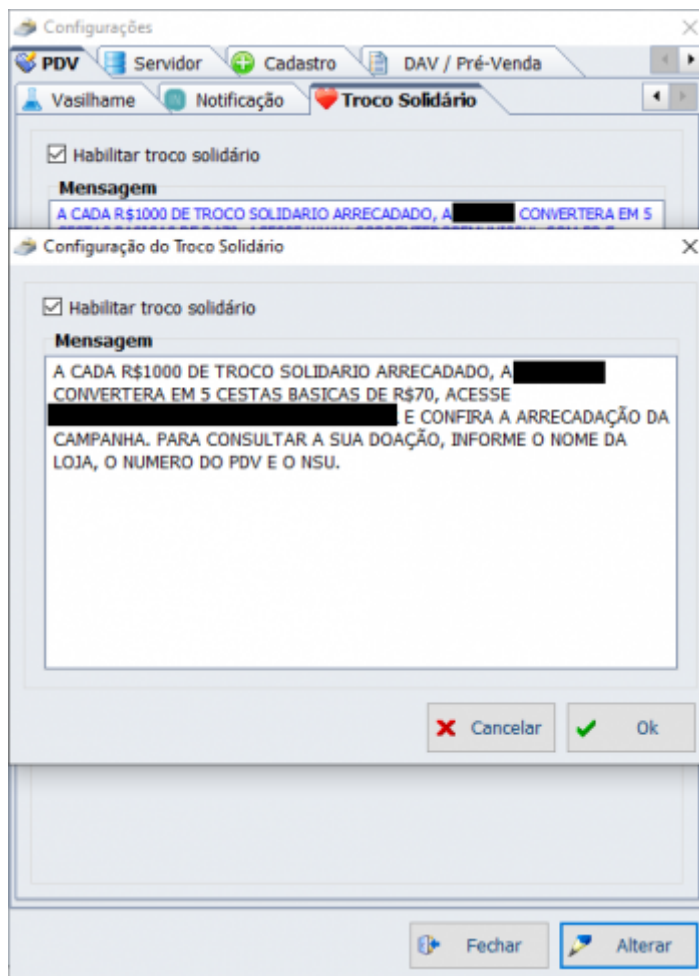 Configurações
PDV Servidor Cadastro DAV / Pré-Venda
Vasilhame Notificação Troco Solidário
Habilitar troco solidário
Mensagem
A CADA R$1000 DE TROCO SOLIDARIO ARRECADADO, A CONVERTERA EM 5
Configuração do Troco Solidário
Habilitar troco solidário
Mensagem
A CADA R$1000 DE TROCO SOLIDARIO ARRECADADO, A
CONVERTERA EM 5 CESTAS BASICAS DE R$70, ACESSE
E CONFIRA A ARRECADAÇÃO DA
CAMPANHA. PARA CONSULTAR A SUA DOAÇÃO, INFORME O NOME DA
LOJA, O NUMERO DO PDV E O NSU.
Cancelar Ok
Fechar Alterar